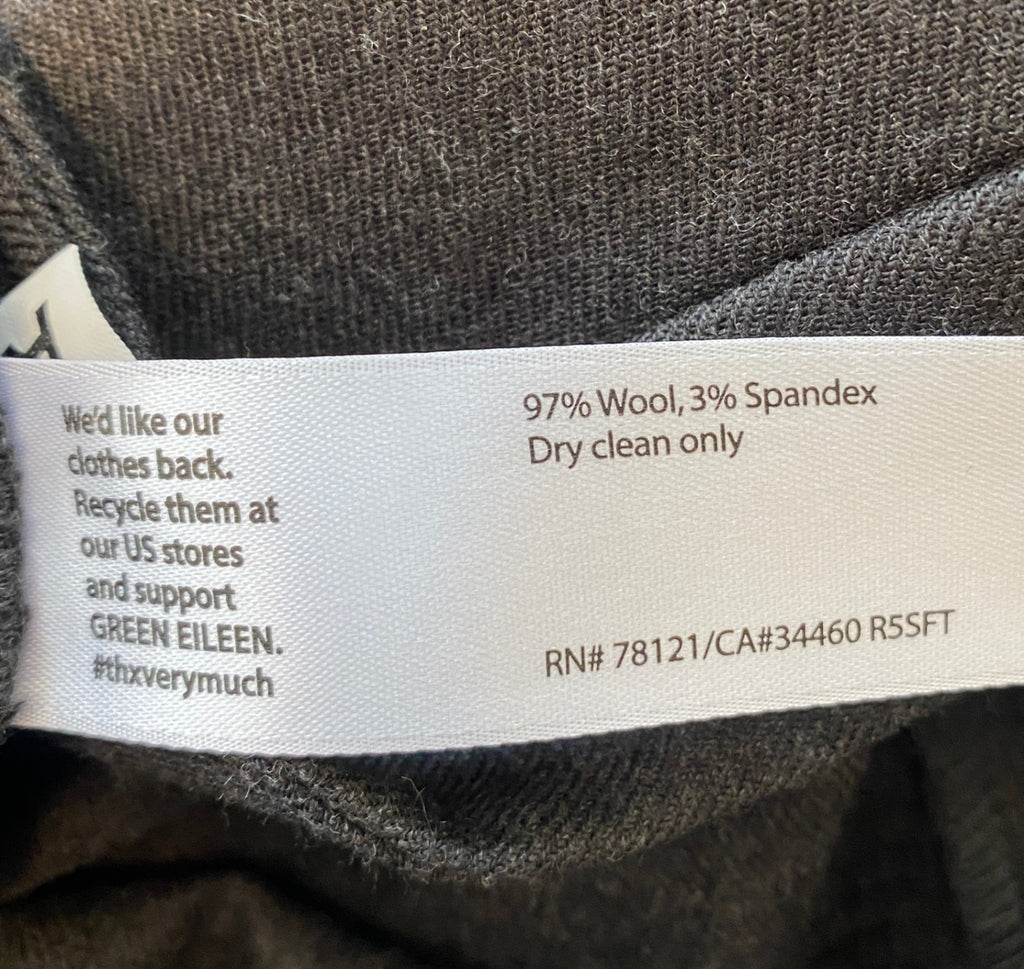 We'd like our
clothes back.
Recycle them at
our US stores
and support
GREEN EILEEN.
#thxverymuch
97% Wool, 3% Spandex
Dry clean only
RN# 78121/CA#34460 R5SFT